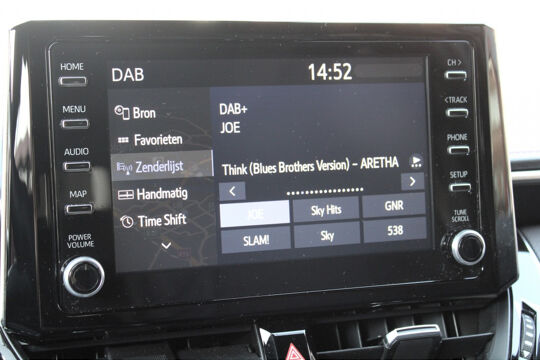 HOME
MENU
AUDIO
MAP
POWER
VOLUME
DAB
14:52
Bron
Favorieten
Zenderlijst
Handmatig
Time Shift
DAB+
JOE
Think (Blues Brothers Version) – ARETHA
JOE
Sky Hits
GNR
SLAM!
Sky
538
CH >
< TRACK
PHONE
SETUP
TUNE
SCROLL